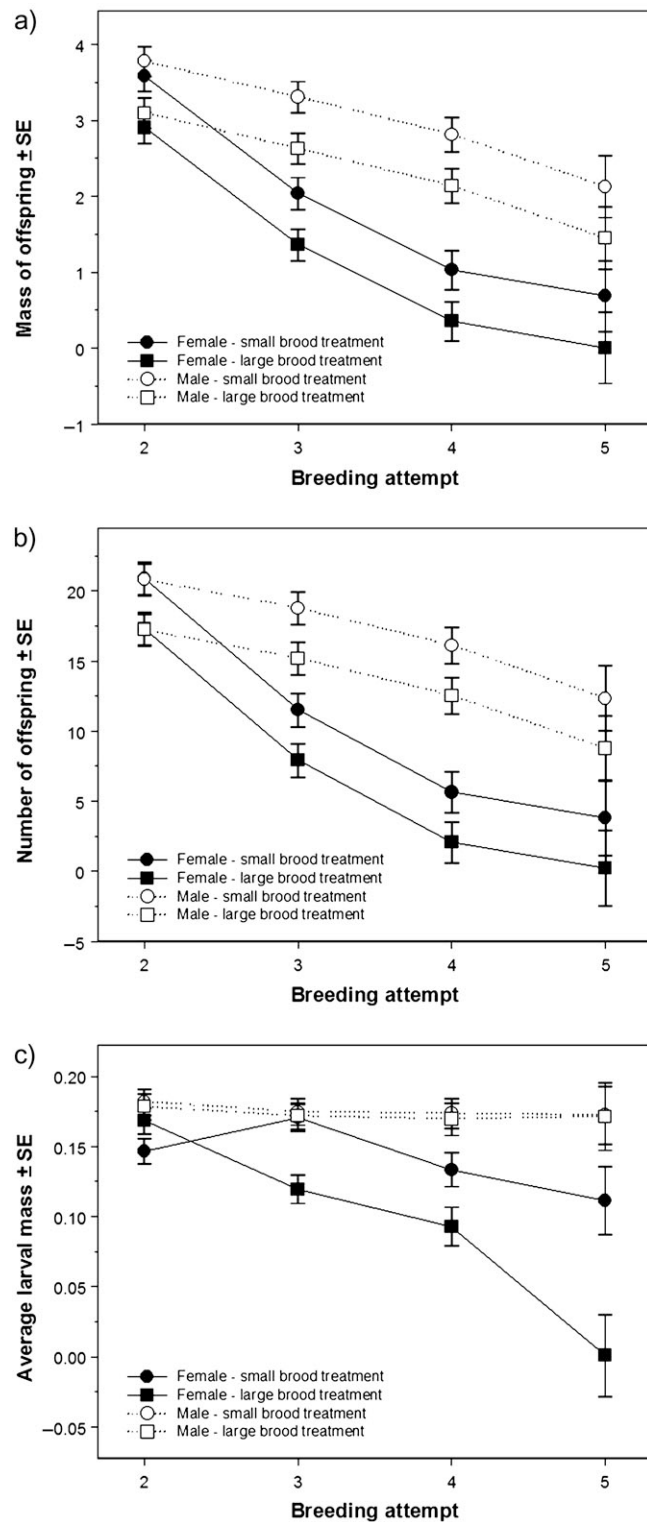 a)
Mass of offspring ± SE
4
3
2
1
0
–1
Female - small brood treatment
Female - large brood treatment
Male - small brood treatment
Male - large brood treatment
2 3 4 5
Breeding attempt
b)
Number of offspring ± SE
20
15
10
5
0
–5
Female - small brood treatment
Female - large brood treatment
Male - small brood treatment
Male - large brood treatment
2 3 4 5
Breeding attempt
c)
Average larval mass ± SE
0.20
0.15
0.10
0.05
0.00
–0.05
Female - small brood treatment
Female - large brood treatment
Male - small brood treatment
Male - large brood treatment
2 3 4 5
Breeding attempt